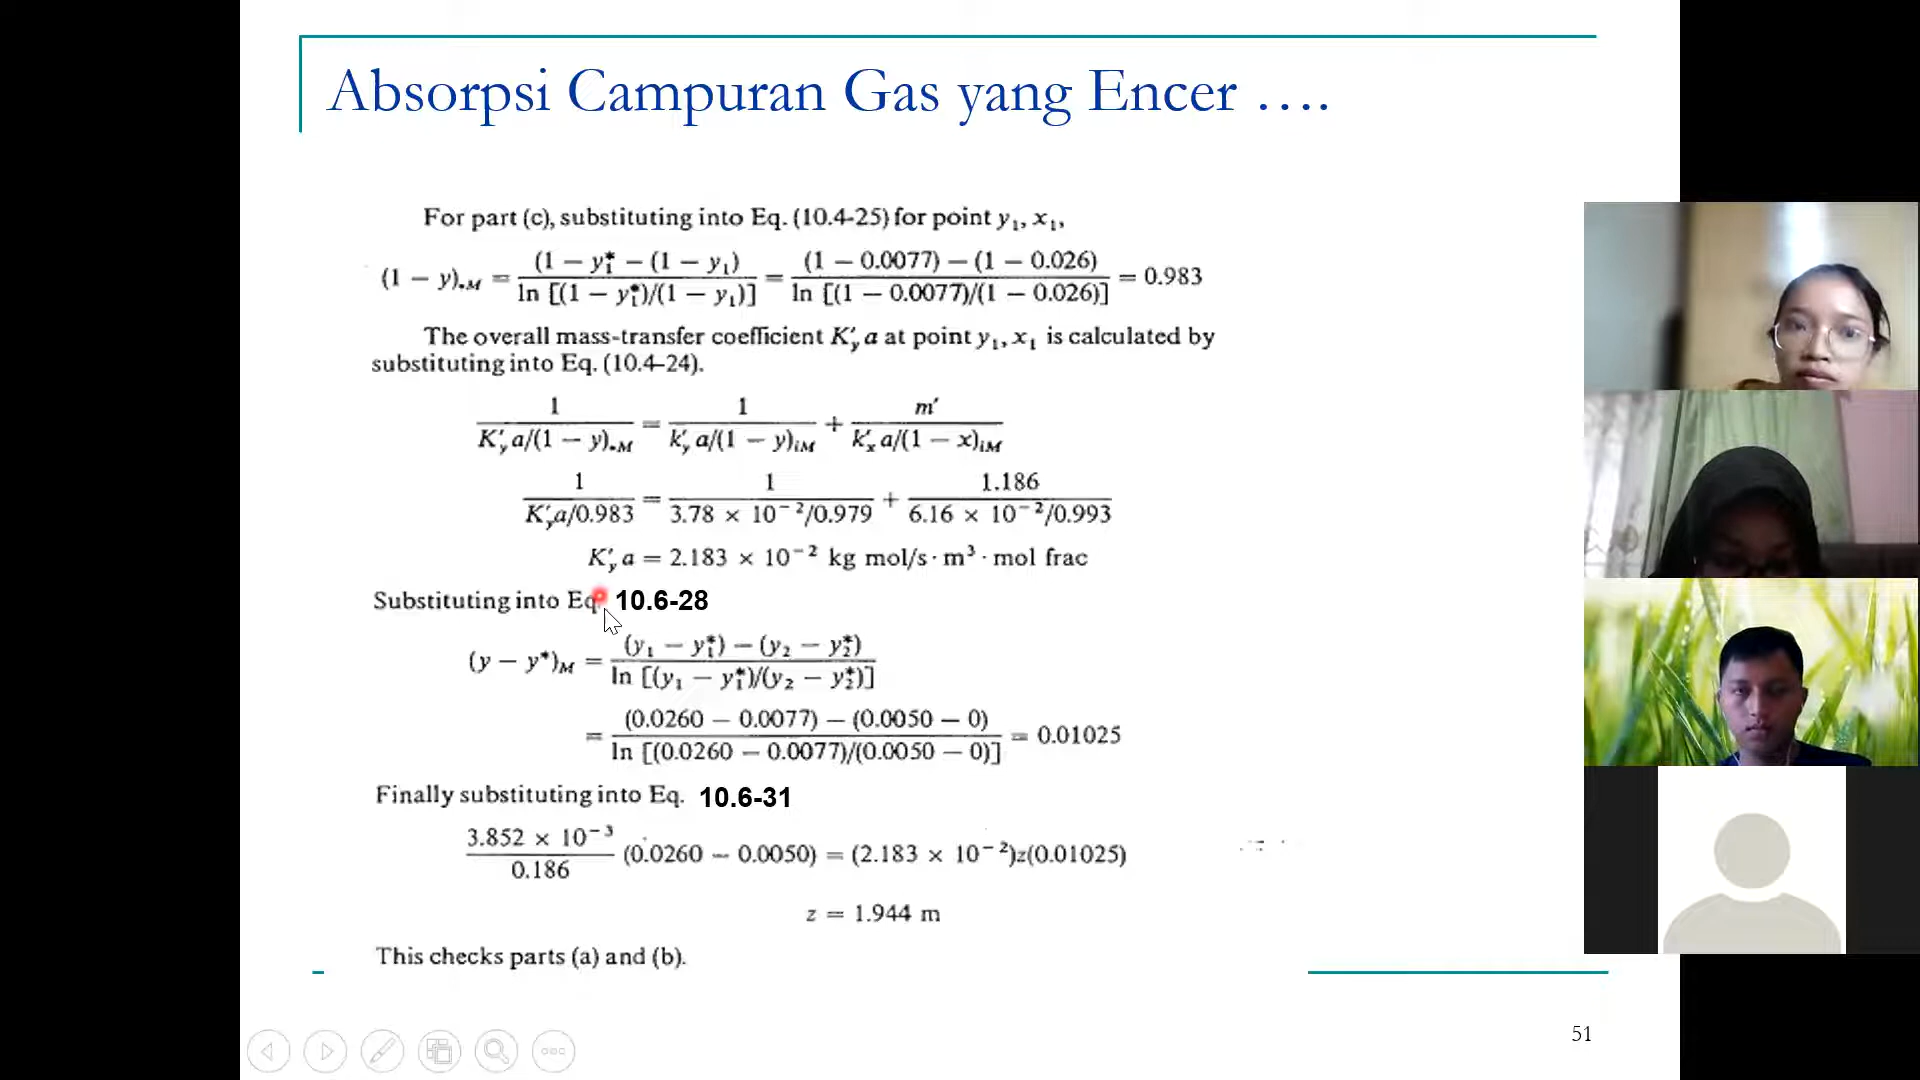 Absorpsi Campuran Gas yang Encer ….
For part (c), substituting into Eq. (10.4-25) for point y₁, x₁,
(1 − y)*M = (1 − y₁* − (1 − y₁) / ln [(1 − y₁*)/(1 − y₁)] = (1 − 0.0077) − (1 − 0.026) / ln [(1 − 0.0077)/(1 − 0.026)] = 0.983
The overall mass-transfer coefficient K′y a at point y₁, x₁ is calculated by
substituting into Eq. (10.4-24).
1 / K′y a/(1 − y)*M = 1 / k′y a/(1 − y)iM + m′ / k′x a/(1 − x)iM
1 / K′y a/0.983 = 1 / 3.78 × 10⁻²/0.979 + 1.186 / 6.16 × 10⁻²/0.993
K′y a = 2.183 × 10⁻² kg mol/s · m³ · mol frac
Substituting into Eq. 10.6-28
(y − y*)M = (y₁ − y₁*) − (y₂ − y₂*) / ln [(y₁ − y₁*)/(y₂ − y₂*)]
= (0.0260 − 0.0077) − (0.0050 − 0) / ln [(0.0260 − 0.0077)/(0.0050 − 0)] = 0.01025
Finally substituting into Eq. 10.6-31
3.852 × 10⁻³ / 0.186 (0.0260 − 0.0050) = (2.183 × 10⁻²)z(0.01025)
z = 1.944 m
This checks parts (a) and (b).
51